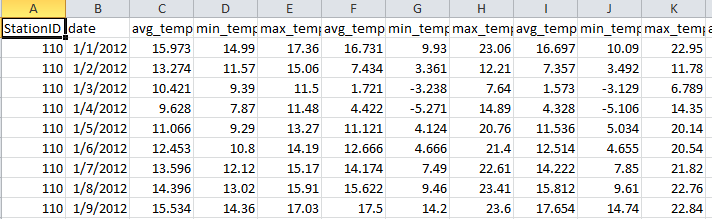 A B C D E F G H I J K
StationID date avg_temp min_temp max_temp avg_temp min_temp max_temp avg_temp min_temp max_temp
110 1/1/2012 15.973 14.99 17.36 16.731 9.93 23.06 16.697 10.09 22.95
110 1/2/2012 13.274 11.57 15.06 7.434 3.361 12.21 7.357 3.492 11.78
110 1/3/2012 10.421 9.39 11.5 1.721 -3.238 7.64 1.573 -3.129 6.789
110 1/4/2012 9.628 7.87 11.48 4.422 -5.271 14.89 4.328 -5.106 14.35
110 1/5/2012 11.066 9.29 13.27 11.121 4.124 20.76 11.536 5.034 20.14
110 1/6/2012 12.453 10.8 14.19 12.666 4.666 21.4 12.514 4.655 20.54
110 1/7/2012 13.596 12.12 15.17 14.174 7.49 22.61 14.222 7.85 21.82
110 1/8/2012 14.396 13.02 15.91 15.622 9.46 23.41 15.812 9.61 22.76
110 1/9/2012 15.534 14.36 17.03 17.5 14.2 23.6 17.654 14.74 22.84